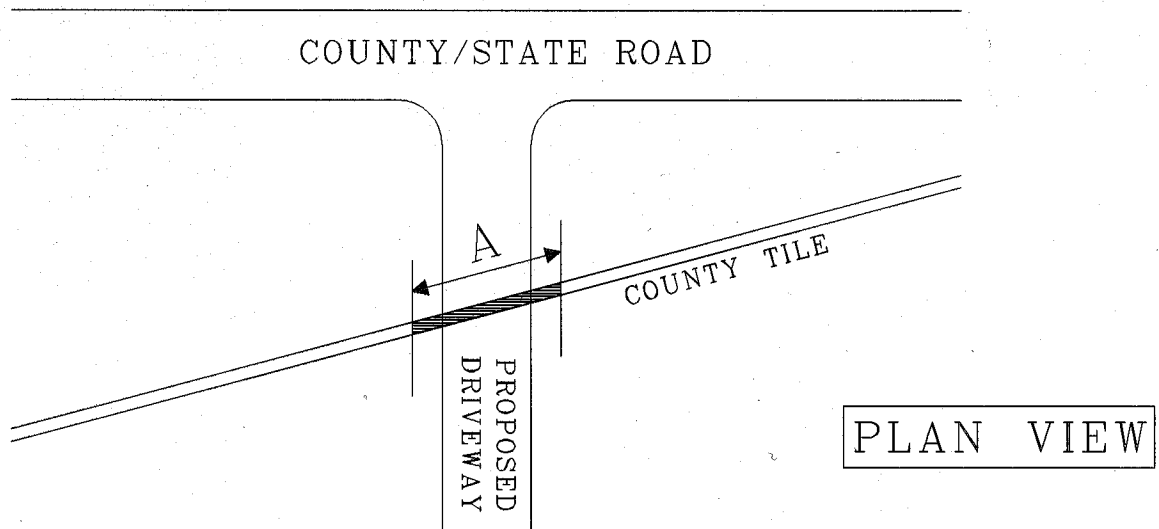 COUNTY/STATE ROAD
A
COUNTY TILE
PROPOSED
DRIVEWAY
PLAN VIEW